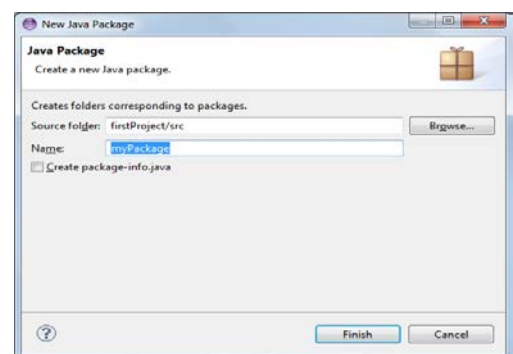 New Java Package
Java Package
Create a new Java package.
Creates folders corresponding to packages.
Source folder: firstProject/src Browse...
Name: myPackage
Create package-info.java
? Finish Cancel